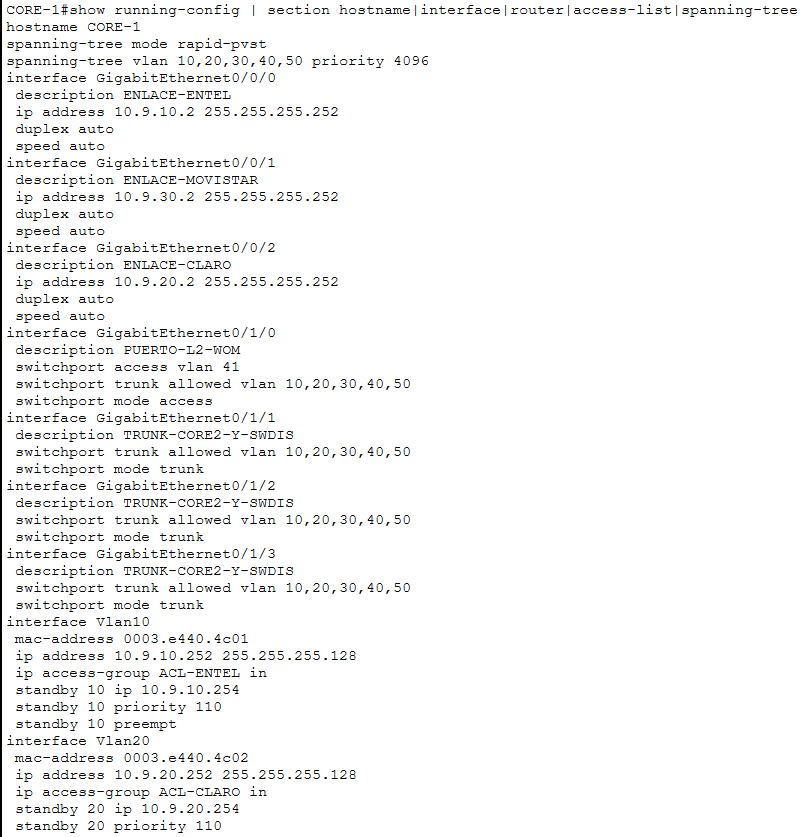 CORE-1#show running-config | section hostname|interface|router|access-list|spanning-tree
hostname CORE-1
spanning-tree mode rapid-pvst
spanning-tree vlan 10,20,30,40,50 priority 4096
interface GigabitEthernet0/0/0
 description ENLACE-ENTEL
 ip address 10.9.10.2 255.255.255.252
 duplex auto
 speed auto
interface GigabitEthernet0/0/1
 description ENLACE-MOVISTAR
 ip address 10.9.30.2 255.255.255.252
 duplex auto
 speed auto
interface GigabitEthernet0/0/2
 description ENLACE-CLARO
 ip address 10.9.20.2 255.255.255.252
 duplex auto
 speed auto
interface GigabitEthernet0/1/0
 description PUERTO-L2-WOM
 switchport access vlan 41
 switchport trunk allowed vlan 10,20,30,40,50
 switchport mode access
interface GigabitEthernet0/1/1
 description TRUNK-CORE2-Y-SWDIS
 switchport trunk allowed vlan 10,20,30,40,50
 switchport mode trunk
interface GigabitEthernet0/1/2
 description TRUNK-CORE2-Y-SWDIS
 switchport trunk allowed vlan 10,20,30,40,50
 switchport mode trunk
interface GigabitEthernet0/1/3
 description TRUNK-CORE2-Y-SWDIS
 switchport trunk allowed vlan 10,20,30,40,50
 switchport mode trunk
interface Vlan10
 mac-address 0003.e440.4c01
 ip address 10.9.10.252 255.255.255.128
 ip access-group ACL-ENTEL in
 standby 10 ip 10.9.10.254
 standby 10 priority 110
 standby 10 preempt
interface Vlan20
 mac-address 0003.e440.4c02
 ip address 10.9.20.252 255.255.255.128
 ip access-group ACL-CLARO in
 standby 20 ip 10.9.20.254
 standby 20 priority 110